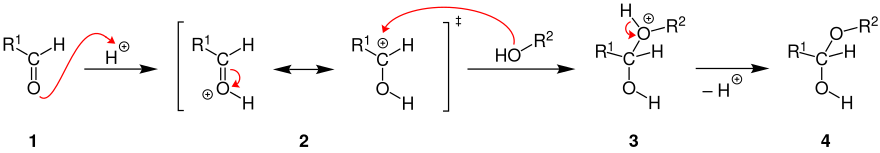 R¹ H
C
O
H⊕
R¹ H
C
⊕ O
H
R¹ ⊕ H
C
O
H
‡
HO R²
H ⊕
O R²
R¹ C H
O H
– H⊕
O R²
R¹ C H
O H
1 2 3 4